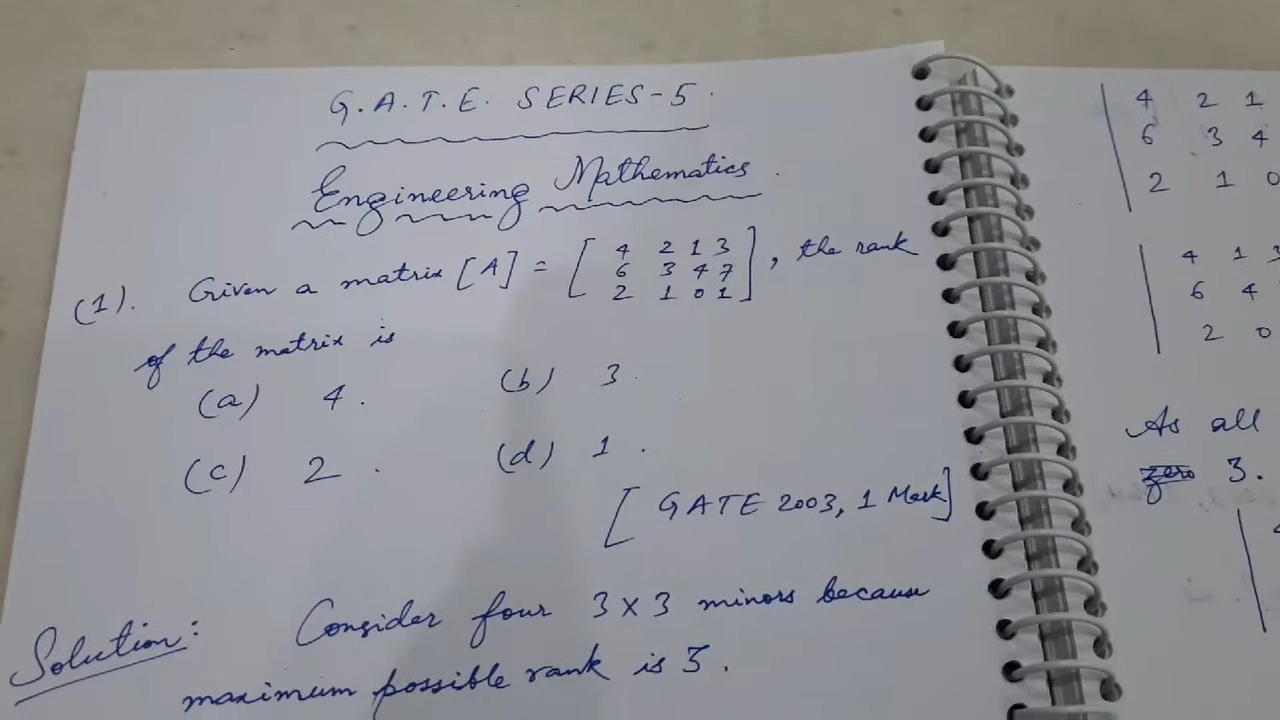 G.A.T.E. SERIES-5.
Engineering Mathematics.
(1). Given a matrix [A] = [ 4 2 1 3 ], the rank
6 3 4 7
2 1 0 1
of the matrix is
(a) 4. (b) 3.
(c) 2. (d) 1.
[GATE 2003, 1 Mark]
Solution: Consider four 3 x 3 minors because
maximum possible rank is 3.
4 2 1
6 3 4
2 1 0
4 1 3
6 4
2 0
As all
3.